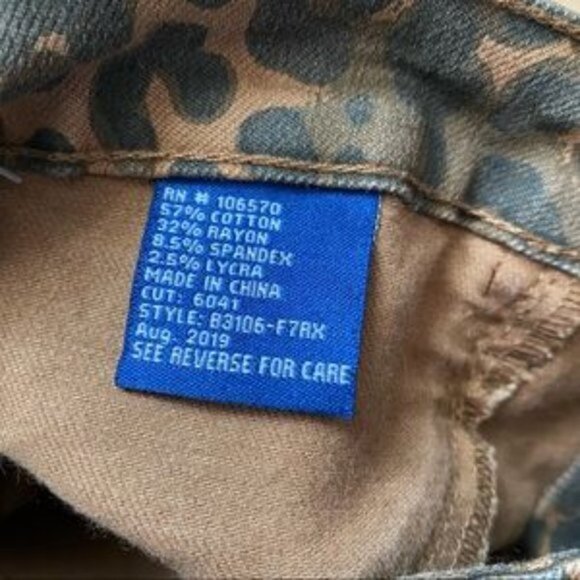 RN # 106570
57% COTTON
32% RAYON
8.5% SPANDEX
2.5% LYCRA
MADE IN CHINA
CUT: 6041
STYLE: B3106-F7RX
Aug. 2019
SEE REVERSE FOR CARE